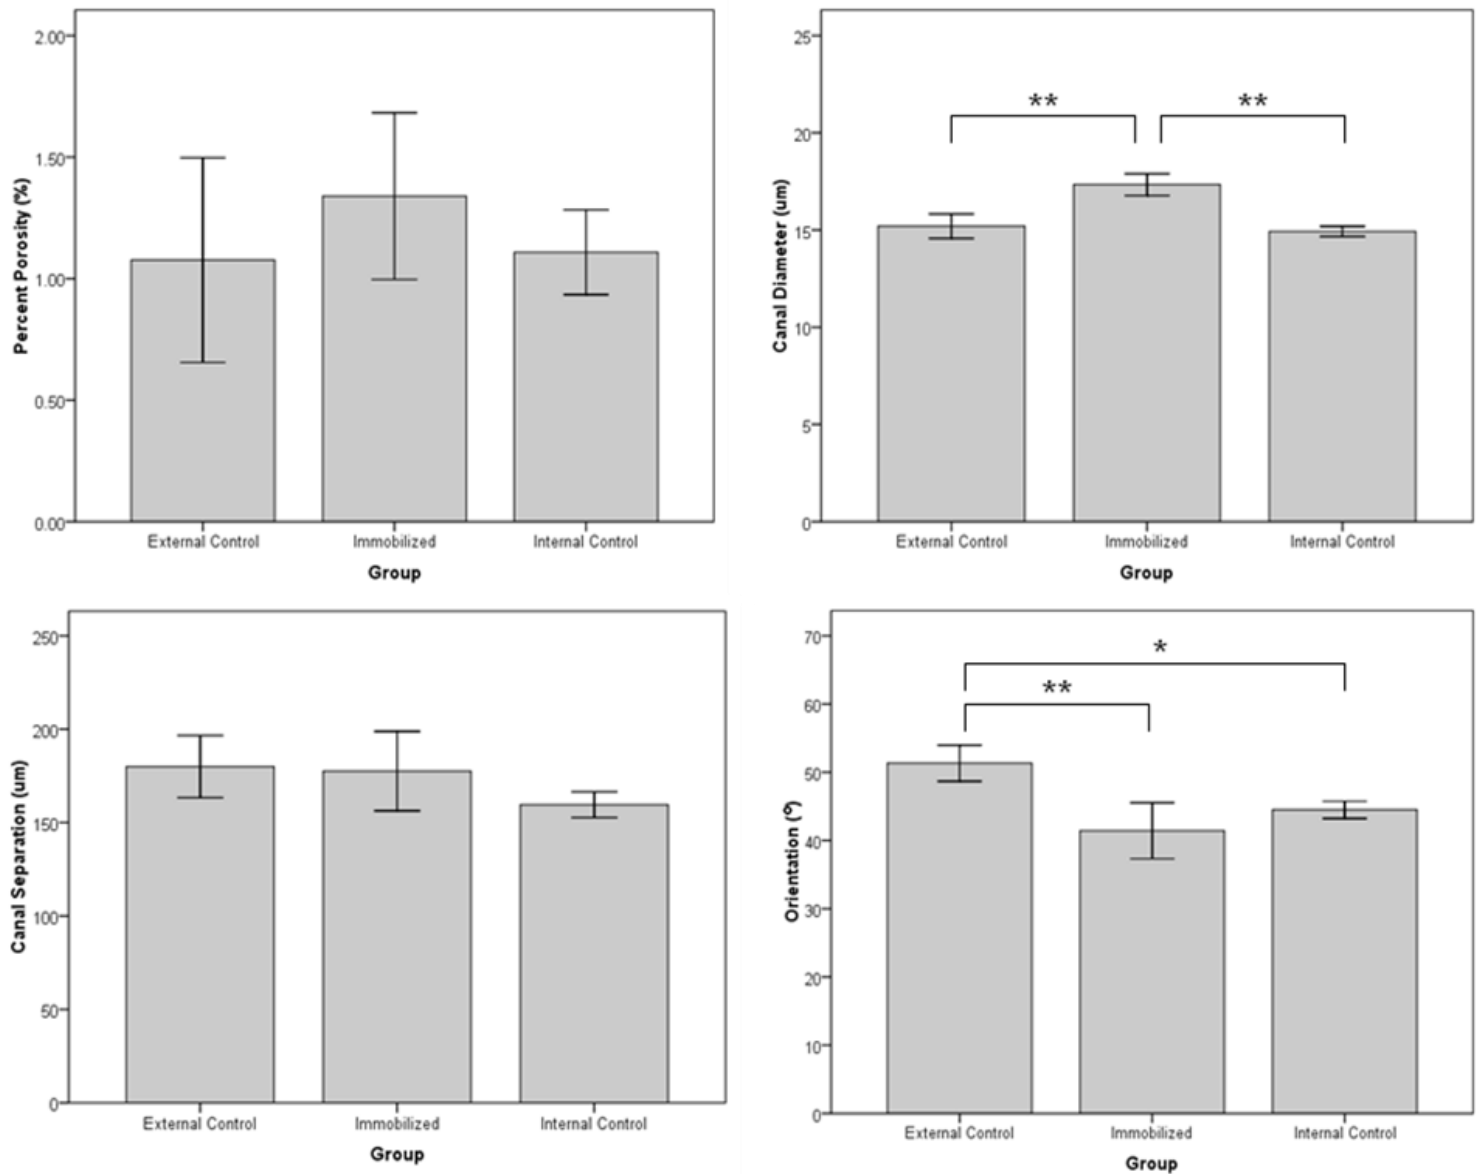 2.00
1.50
1.00
0.50
0.00
Percent Porosity (%)
External Control Immobilized Internal Control
Group
25
20
15
10
5
0
Canal Diameter (um)
** **
External Control Immobilized Internal Control
Group
250
200
150
100
50
0
Canal Separation (um)
External Control Immobilized Internal Control
Group
70
60
50
40
30
20
10
0
Orientation (º)
*
**
External Control Immobilized Internal Control
Group